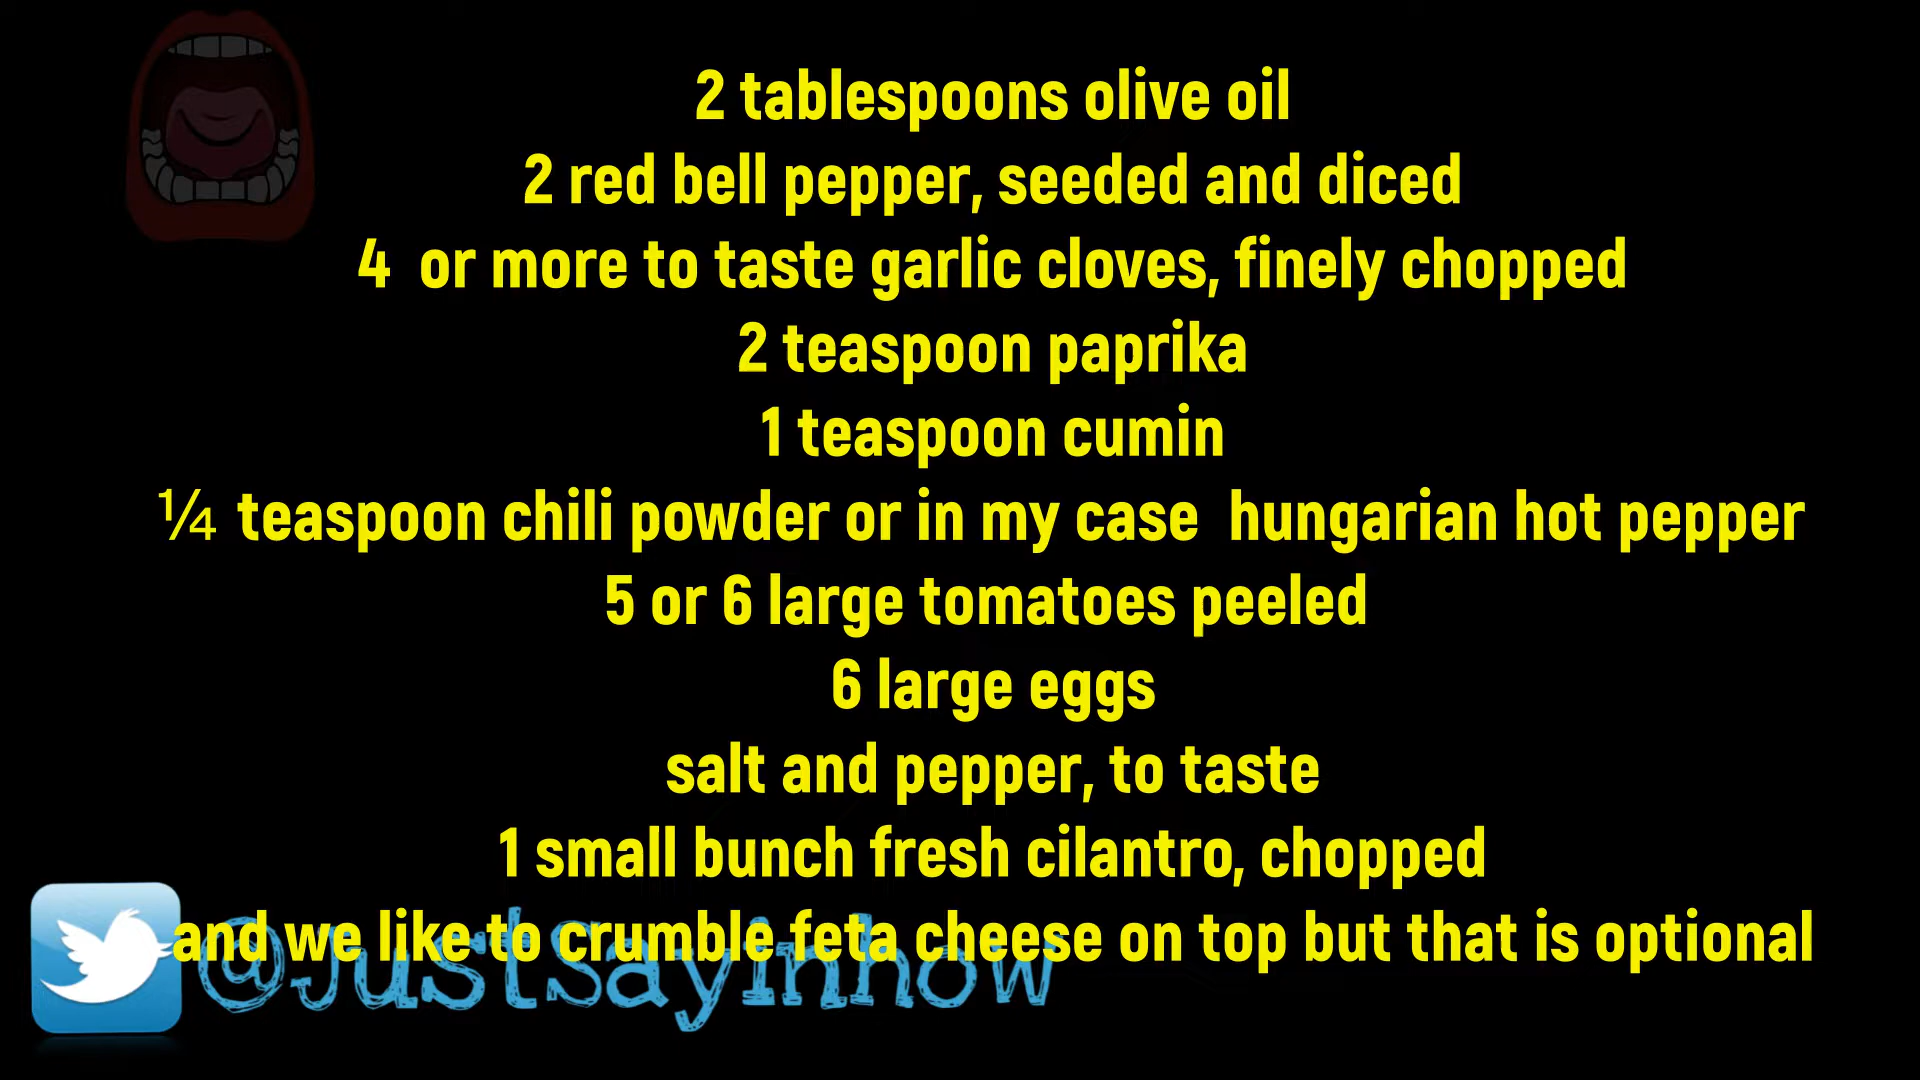 2 tablespoons olive oil
2 red bell pepper, seeded and diced
4 or more to taste garlic cloves, finely chopped
2 teaspoon paprika
1 teaspoon cumin
¼ teaspoon chili powder or in my case hungarian hot pepper
5 or 6 large tomatoes peeled
6 large eggs
salt and pepper, to taste
1 small bunch fresh cilantro, chopped
and we like to crumble feta cheese on top but that is optional
@justsayinhow